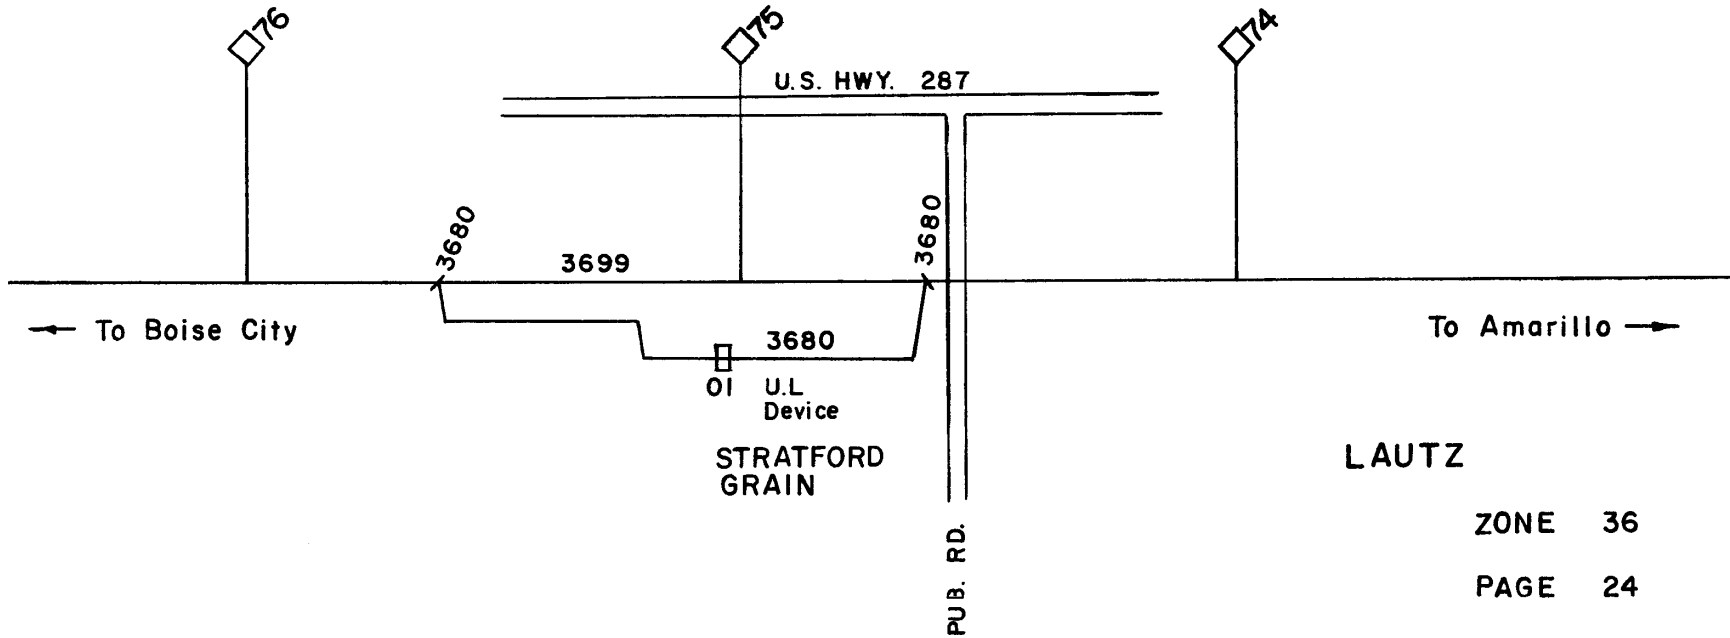 76
75
74
U.S. HWY. 287
3680
3699
3680
To Boise City
3680
To Amarillo
01 U.L
Device
STRATFORD
GRAIN
LAUTZ
ZONE 36
PAGE 24
PUB. RD.